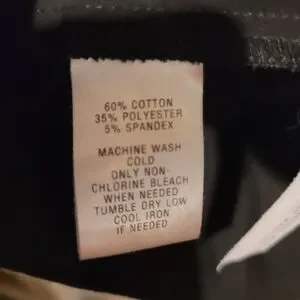 60% COTTON
35% POLYESTER
5% SPANDEX
MACHINE WASH
COLD
ONLY NON-
CHLORINE BLEACH
WHEN NEEDED
TUMBLE DRY LOW
COOL IRON
IF NEEDED